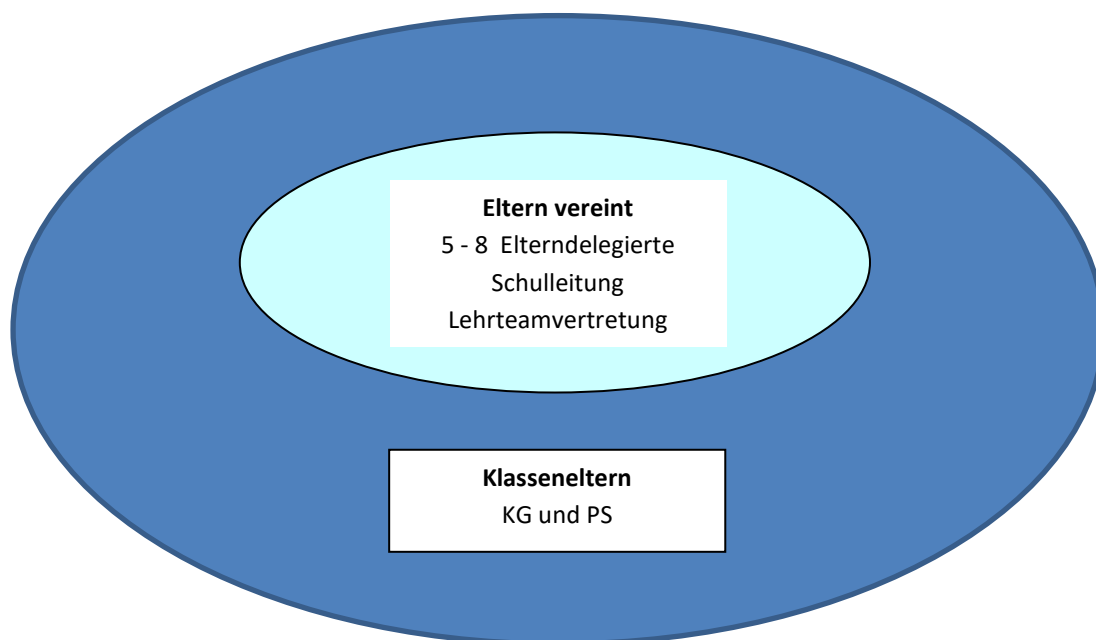 Eltern vereint
5 - 8 Elterndelegierte
Schulleitung
Lehrteamvertretung
Klasseneltern
KG und PS